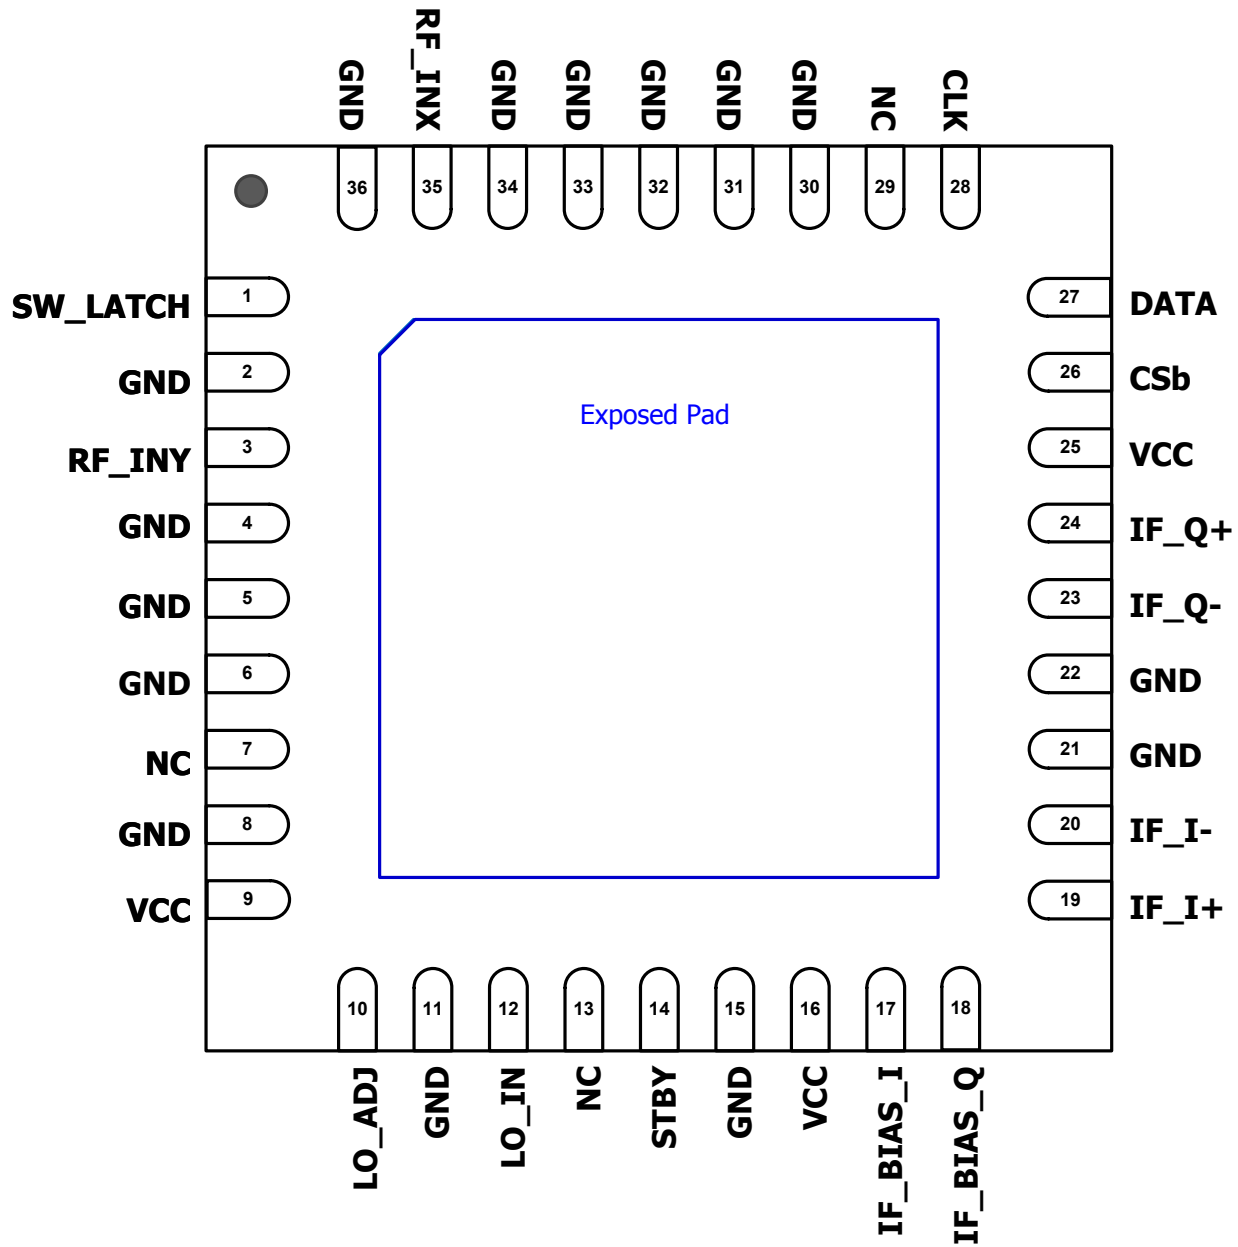 GND
RF_INX
GND
GND
GND
GND
GND
NC
CLK
36
35
34
33
32
31
30
29
28
SW_LATCH 1
27 DATA
GND 2
26 CSb
RF_INY 3
25 VCC
GND 4
24 IF_Q+
GND 5
23 IF_Q-
GND 6
22 GND
NC 7
21 GND
GND 8
20 IF_I-
VCC 9
19 IF_I+
Exposed Pad
10
11
12
13
14
15
16
17
18
LO_ADJ
GND
LO_IN
NC
STBY
GND
VCC
IF_BIAS_I
IF_BIAS_Q